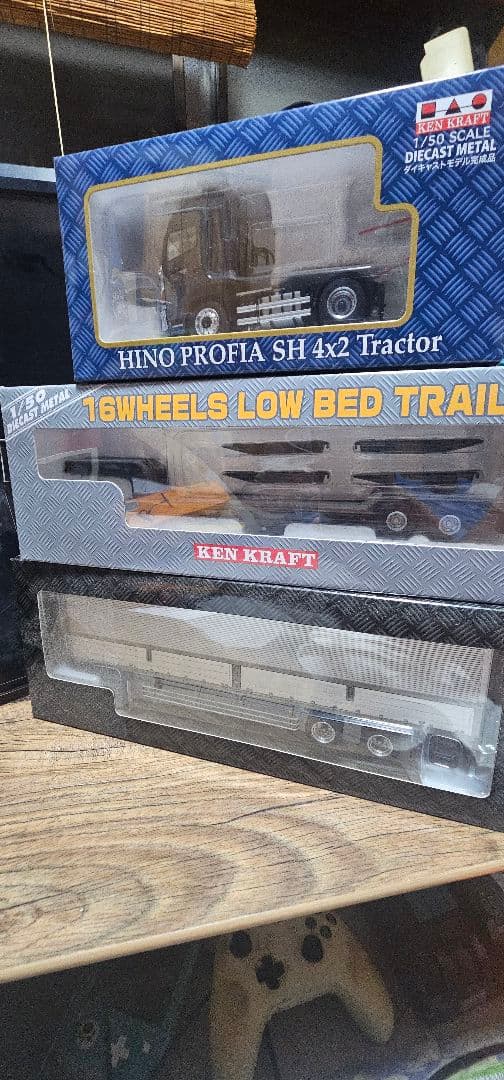 KEN KRAFT
1/50 SCALE
DIECAST METAL
ダイキャストモデル完成品
HINO PROFIA SH 4x2 Tractor
1/50
DIECAST METAL
16WHEELS LOW BED TRAIL
KEN KRAFT